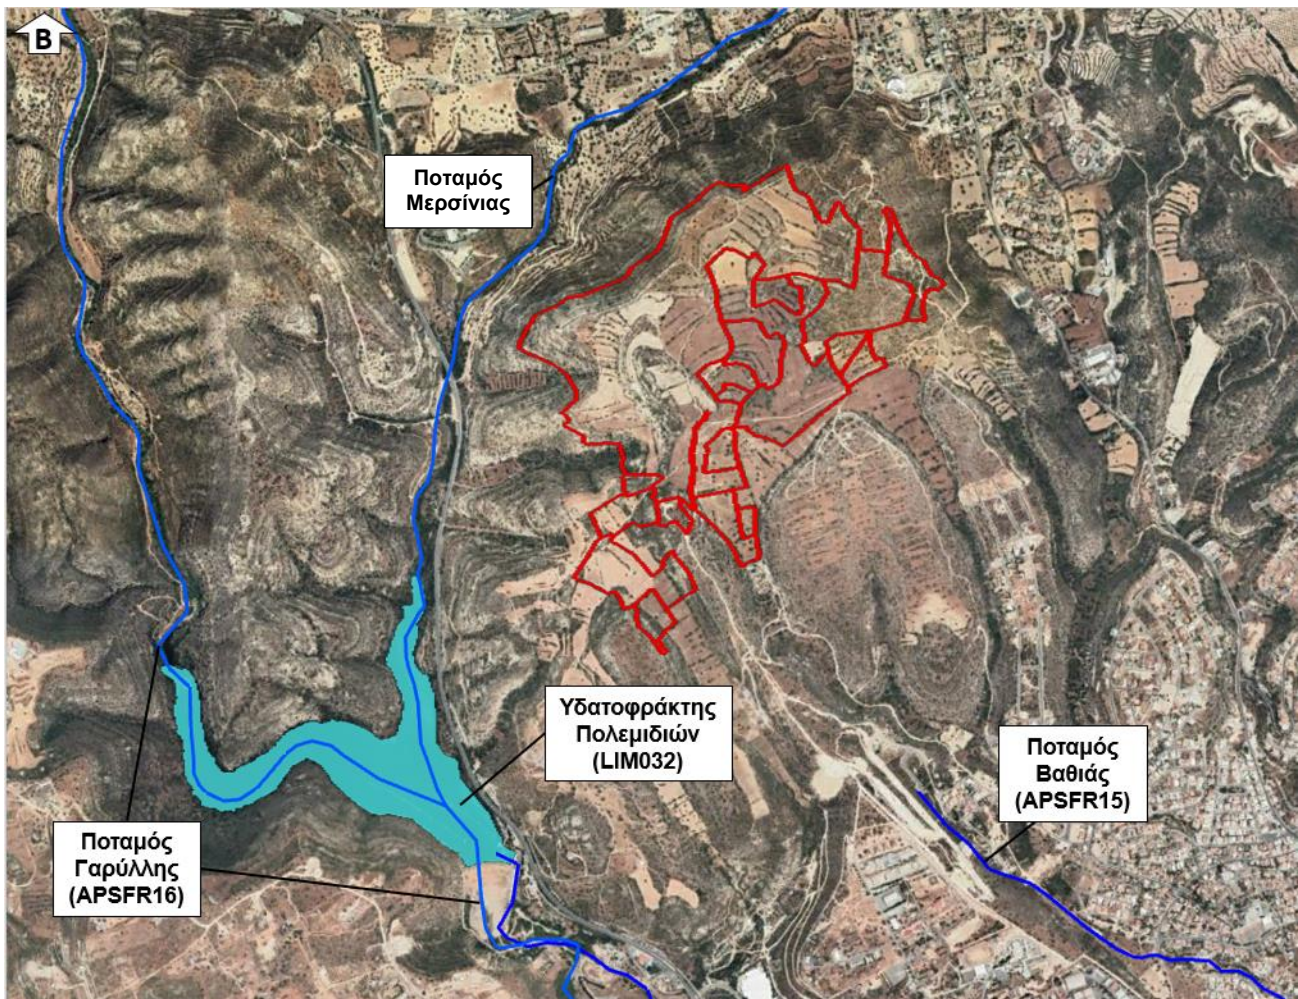 Β
Ποταμός
Μερσίνιας
Υδατοφράκτης
Πολεμιδιών
(LIM032)
Ποταμός
Βαθιάς
(APSFR15)
Ποταμός
Γαρύλλης
(APSFR16)